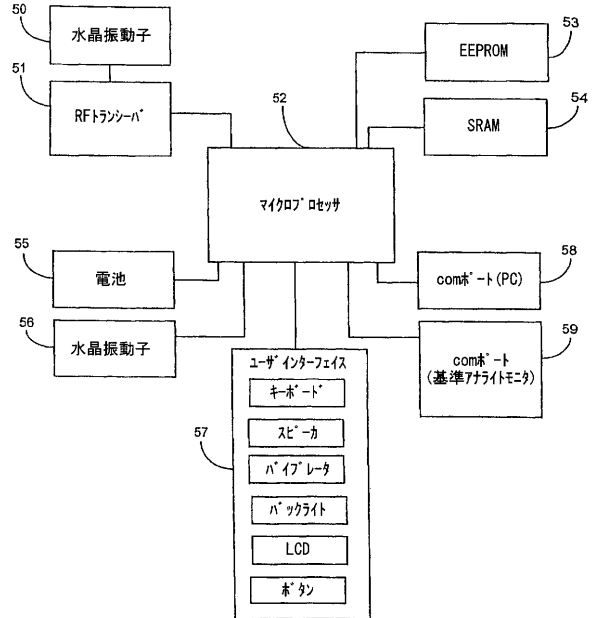 50
水晶振動子
51
RFﾄﾗﾝｼｰﾊﾞ
52
EEPROM
53
SRAM
54
ﾏｲｸﾛﾌﾟﾛｾｯｻ
55
電池
56
水晶振動子
comﾎﾟｰﾄ(PC)
58
comﾎﾟｰﾄ
(基準ｱﾅﾗｲﾄﾓﾆﾀ)
59
57
ﾕｰｻﾞｲﾝﾀｰﾌｪｲｽ
ｷｰﾎﾞｰﾄﾞ
ｽﾋﾟｰｶ
ﾊﾞｲﾌﾞﾚｰﾀ
ﾊﾞｯｸﾗｲﾄ
LCD
ﾎﾞﾀﾝ